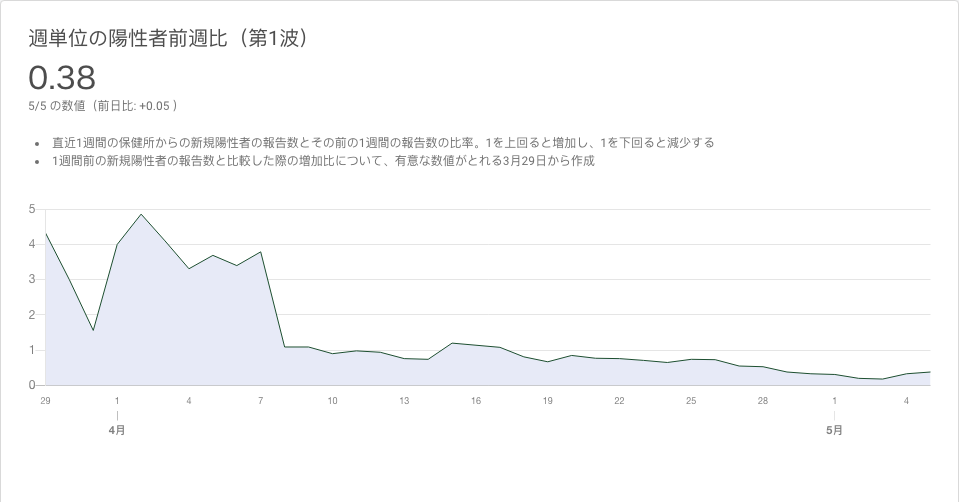 週単位の陽性者前週比（第1波）
0.38
5/5 の数値（前日比: +0.05 ）
• 直近1週間の保健所からの新規陽性者の報告数とその前の1週間の報告数の比率。1を上回ると増加し、1を下回ると減少する
• 1週間前の新規陽性者の報告数と比較した際の増加比について、有意な数値がとれる3月29日から作成
5
4
3
2
1
0
29 1 4 7 10 13 16 19 22 25 28 1 4
4月 5月